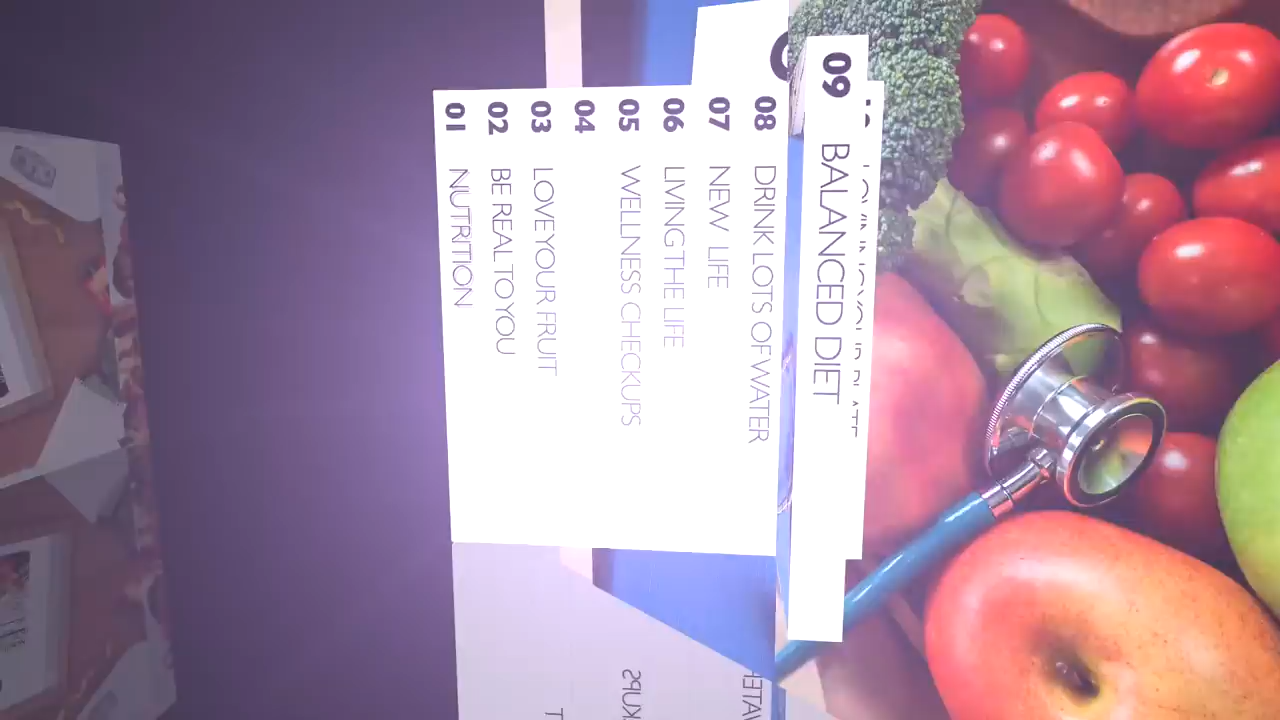 01 NUTRITION
02 BE REAL TO YOU
03 LOVE YOUR FRUIT
04
05 WELLNESS CHECKUPS
06 LIVING THE LIFE
07 NEW LIFE
08 DRINK LOTS OF WATER
09 BALANCED DIET